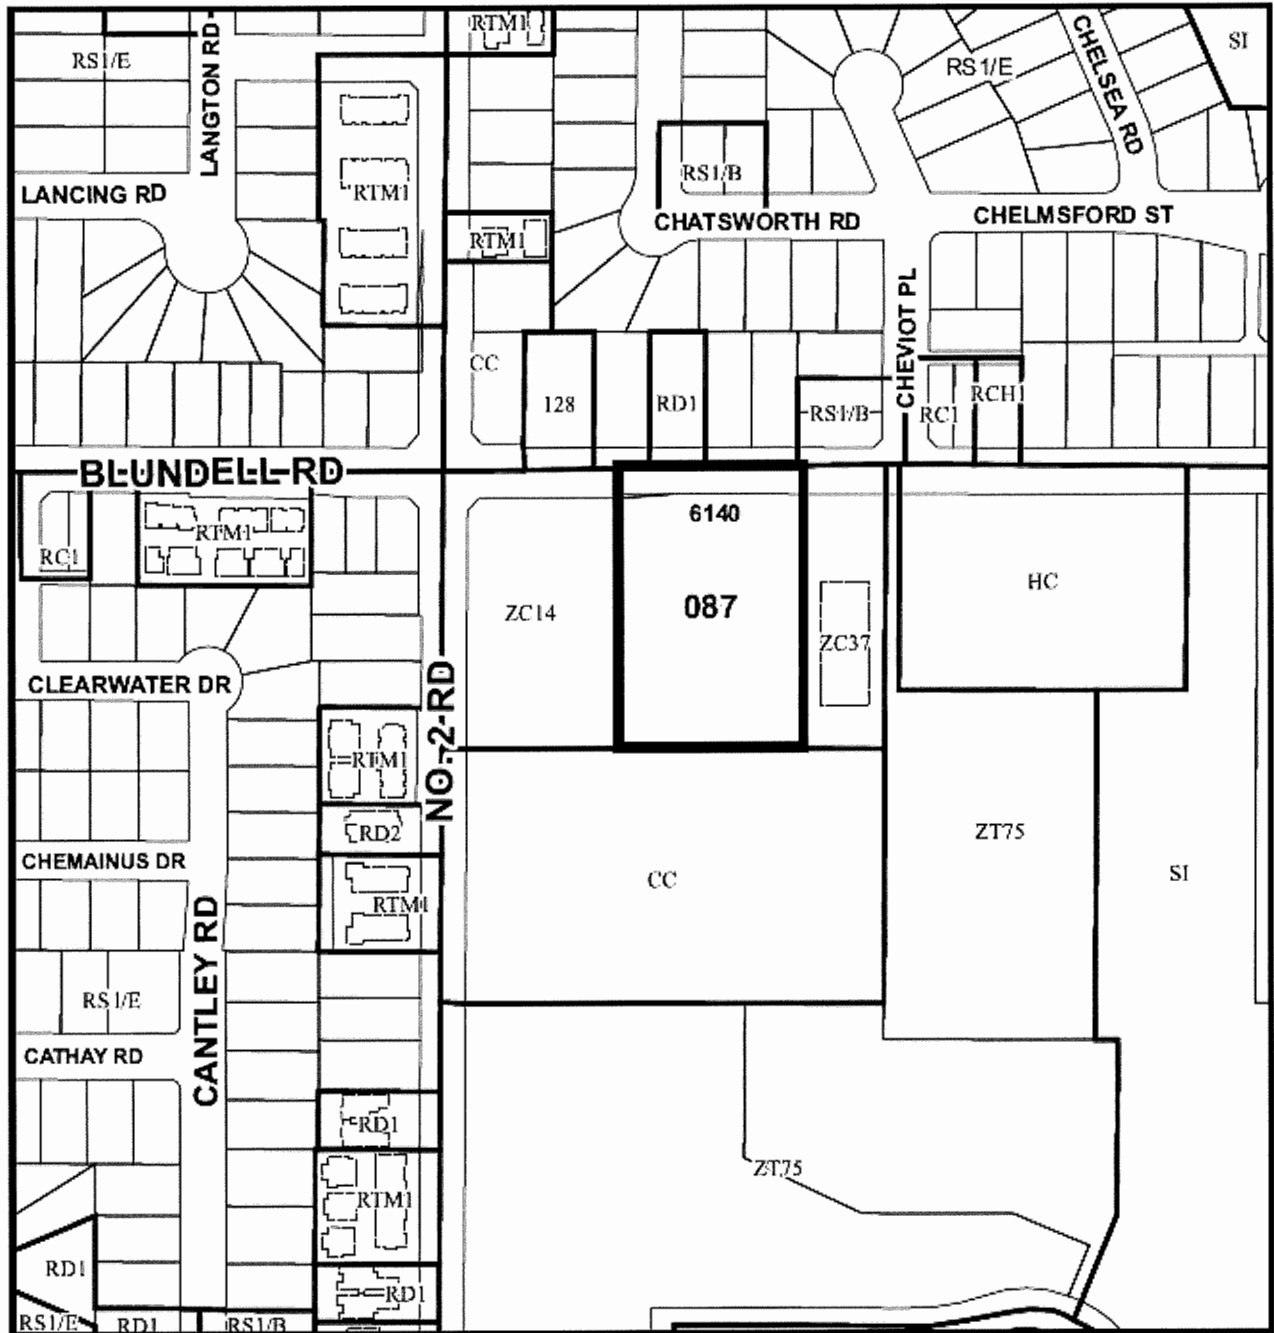 RTM1
SI
RS1/E
LANGTON RD
RS1/E
CHELSEA RD
RS1/B
RTM1
LANCING RD
CHATSWORTH RD
CHELMSFORD ST
RTM1
CHEVIOT PL
CC
128
RD1
RS1/B
RC1
RCH1
BLUNDELL RD
6140
RTM1
RC1
HC
ZC14
087
ZC37
CLEARWATER DR
NO. 2 RD
RTM1
RD2
ZT75
CHEMAINUS DR
CC
SI
RTM1
CANTLEY RD
RS1/E
CATHAY RD
RD1
ZT75
RTM1
RD1
RD1
RS1/E
RD1
RS1/B